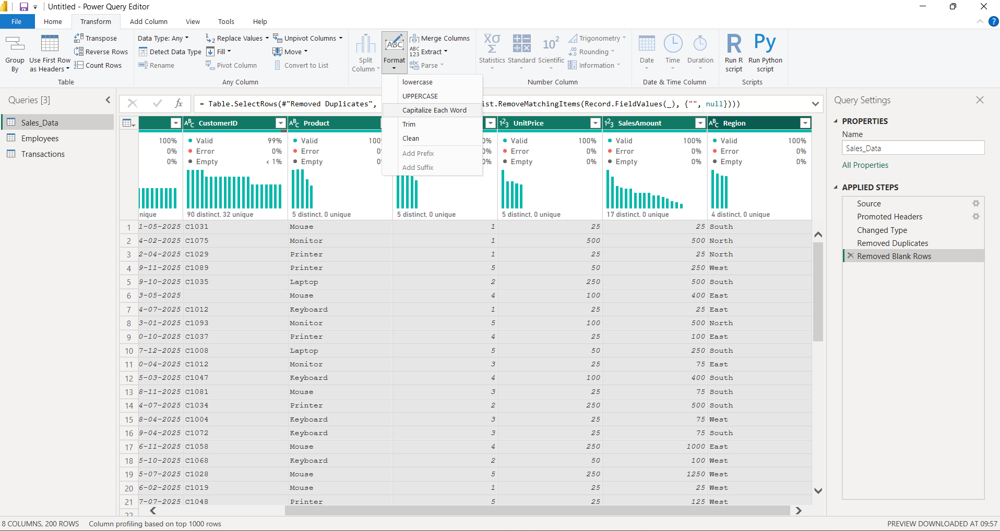 Untitled - Power Query Editor
File
Home
Transform
Add Column
View
Tools
Help
Group By
Use First Row as Headers
Transpose
Reverse Rows
Count Rows
Table
Data Type: Any
Detect Data Type
Rename
Replace Values
Fill
Pivot Column
Unpivot Columns
Move
Convert to List
Any Column
Split Column
Format
Merge Columns
Extract
Parse
Statistics
Standard
Scientific
Trigonometry
Rounding
Information
Number Column
Date
Time
Duration
Date & Time Column
R
Py
Run R script
Run Python script
Scripts
lowercase
UPPERCASE
Capitalize Each Word
Trim
Clean
Add Prefix
Add Suffix
Queries [3]
Sales_Data
Employees
Transactions
fx
= Table.SelectRows(#"Removed Duplicates",
ist.RemoveMatchingItems(Record.FieldValues(_), {"", null})))
CustomerID Product UnitPrice SalesAmount Region
100% Valid 99% Valid 100 0% Valid 100% Valid 100% Valid 100%
0% Error 0% Error 0 0% Error 0% Error 0% Error 0%
0% Empty < 1% Empty 0 0% Empty 0% Empty 0% Empty 0%
nique 90 distinct, 32 unique 5 distinct, 0 unique 5 distinct, 0 unique 5 distinct, 0 unique 17 distinct, 0 unique 4 distinct, 0 unique
1 1-05-2025 C1031 Mouse 1 25 25 South
2 4-02-2025 C1075 Monitor 1 500 500 North
3 2-04-2025 C1029 Printer 1 25 25 North
4 9-11-2025 C1089 Printer 5 50 250 West
5 9-10-2025 C1035 Laptop 2 250 500 South
6 3-05-2025 Mouse 4 100 400 East
7 4-07-2025 C1012 Keyboard 1 25 25 East
8 3-01-2025 C1093 Monitor 5 100 500 North
9 0-10-2025 C1037 Printer 4 25 100 East
10 7-12-2025 C1008 Laptop 5 50 250 South
11 0-04-2025 C1012 Monitor 3 25 75 East
12 5-03-2025 C1047 Keyboard 4 100 400 South
13 8-11-2025 C1081 Mouse 3 25 75 South
14 4-07-2025 C1034 Printer 2 250 500 South
15 8-04-2025 C1004 Keyboard 3 25 75 West
16 9-04-2025 C1072 Keyboard 3 25 75 South
17 6-11-2025 C1058 Mouse 4 250 1000 East
18 5-10-2025 C1068 Keyboard 2 50 100 West
19 5-07-2025 C1028 Mouse 5 250 1250 West
20 6-02-2025 C1019 Mouse 1 25 25 West
21 7-07-2025 C1048 Printer 5 25 125 West
22
Query Settings
PROPERTIES
Name
Sales_Data
All Properties
APPLIED STEPS
Source
Promoted Headers
Changed Type
Removed Duplicates
Removed Blank Rows
8 COLUMNS, 200 ROWS
Column profiling based on top 1000 rows
PREVIEW DOWNLOADED AT 09:57